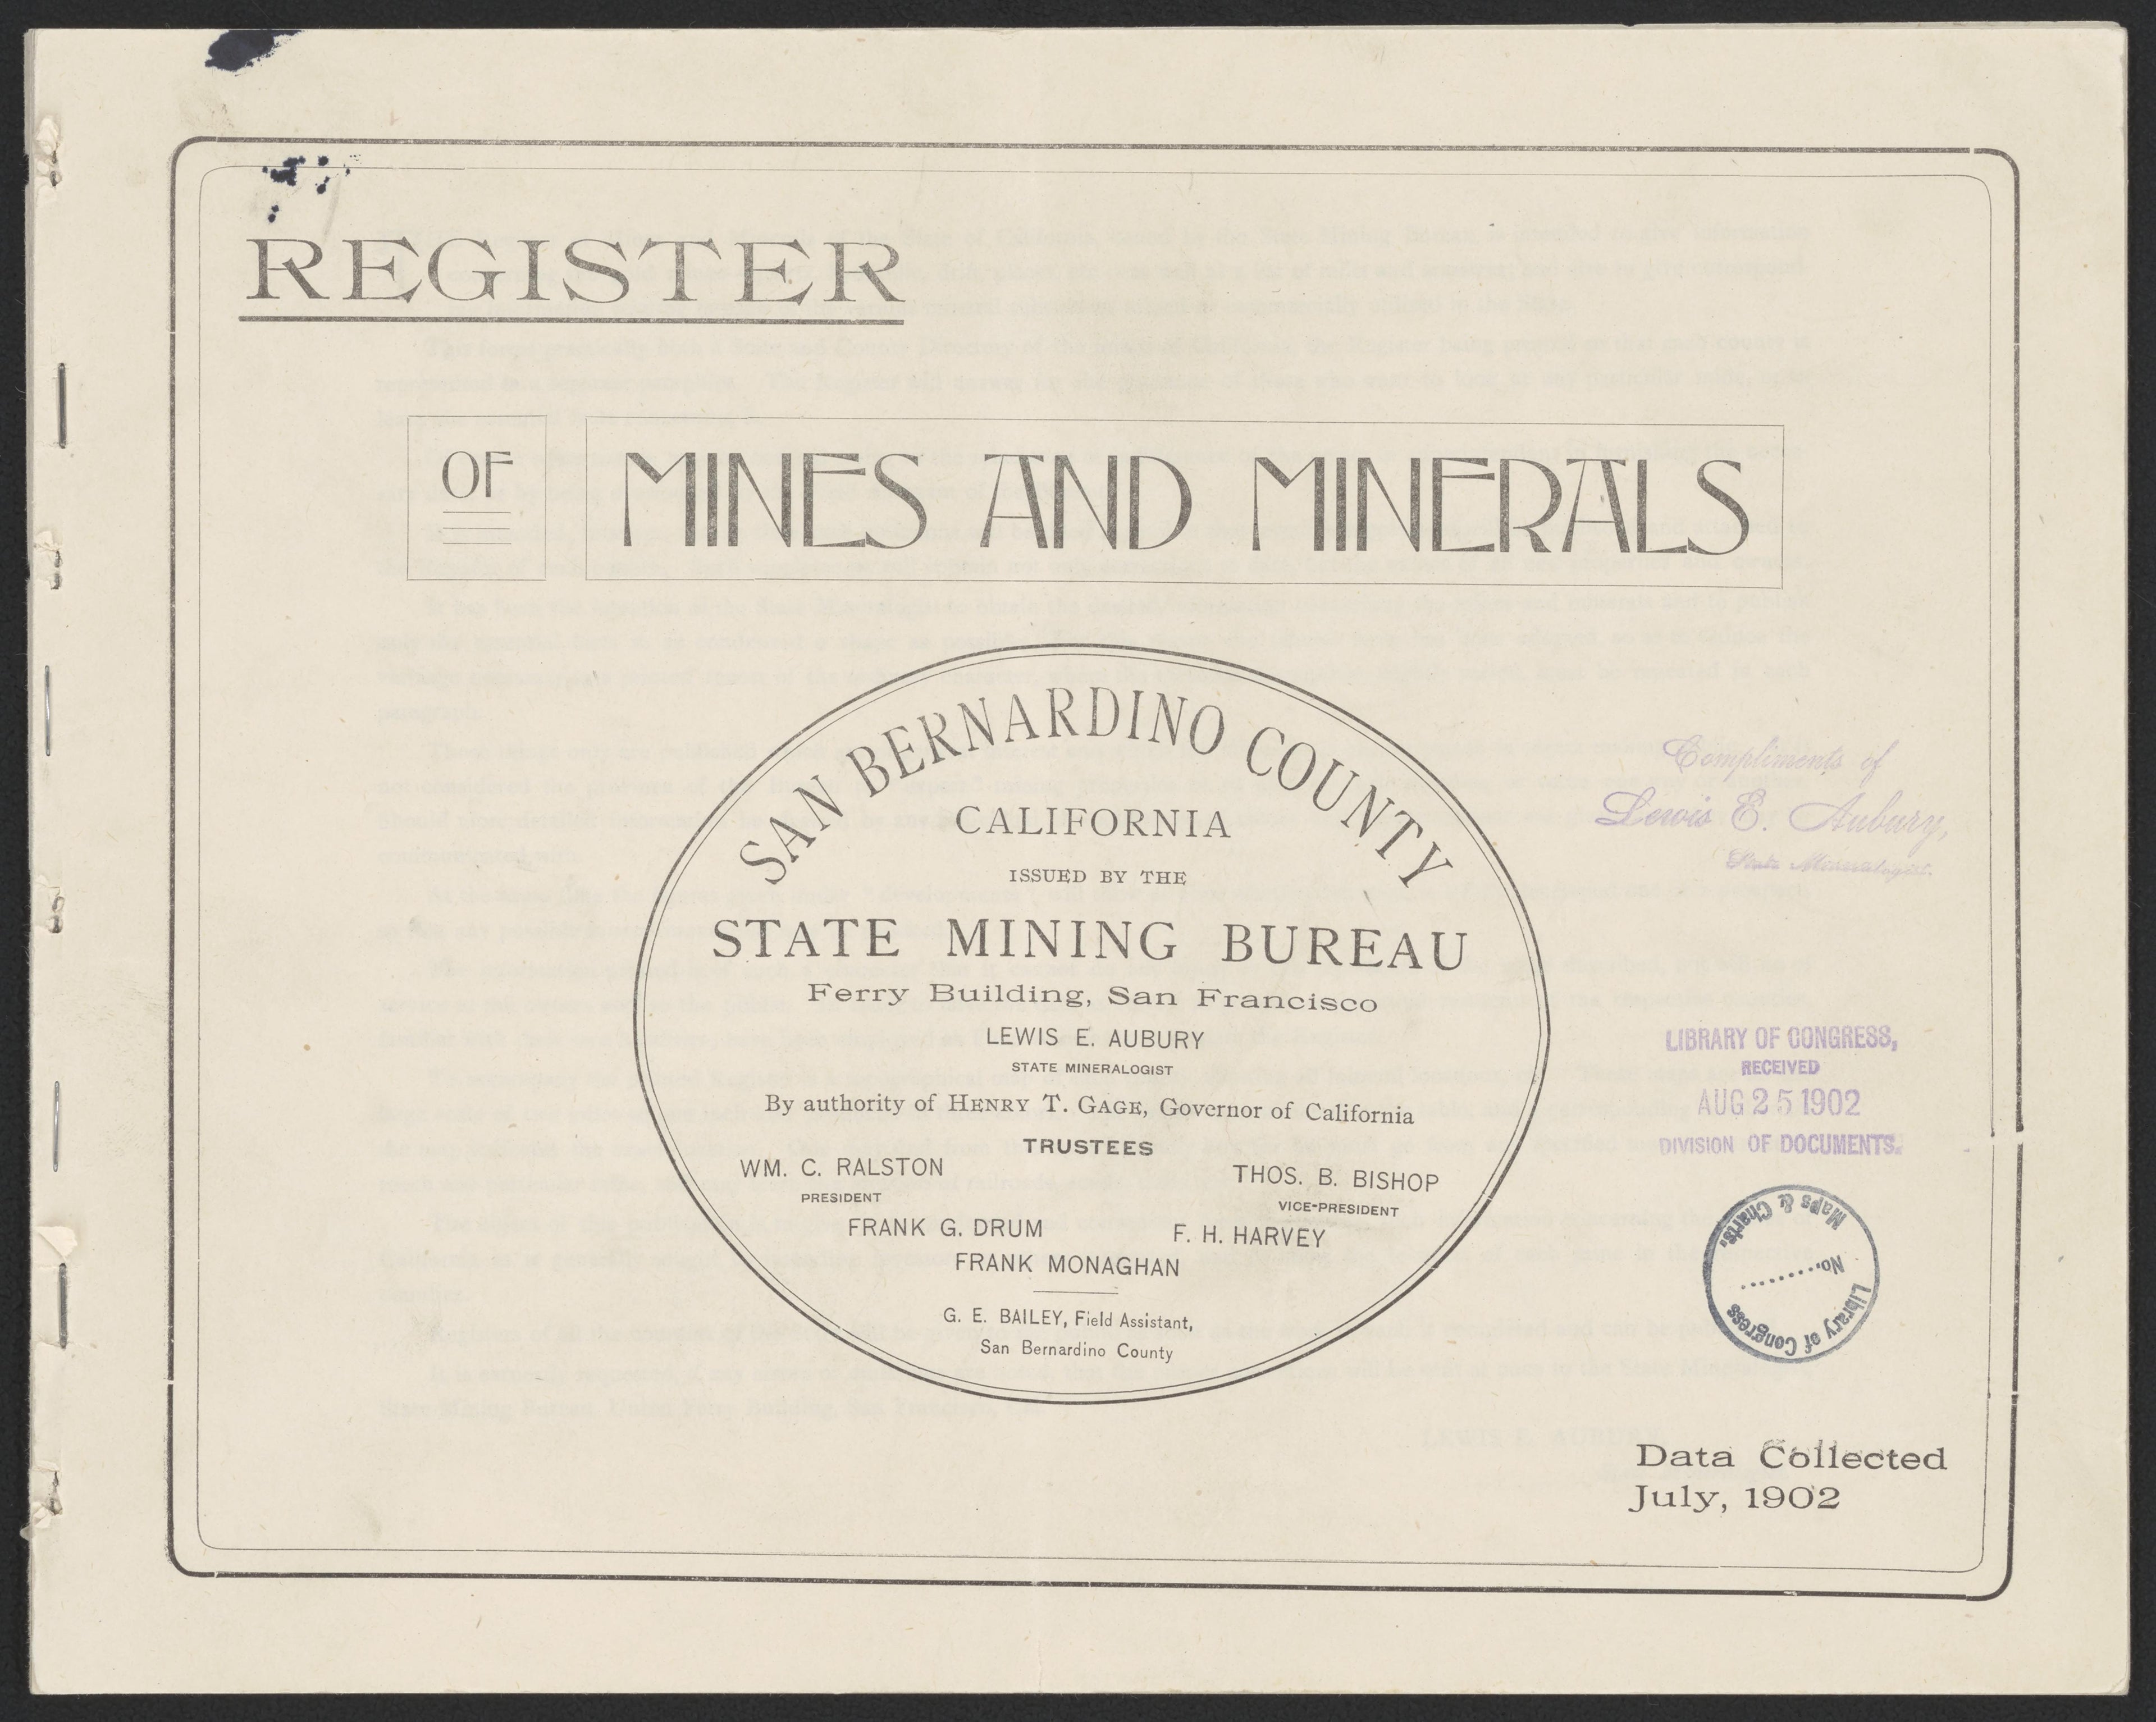 REGISTER
OF MINES AND MINERALS
SAN BERNARDINO COUNTY
CALIFORNIA
ISSUED BY THE
STATE MINING BUREAU
Ferry Building, San Francisco
LEWIS E. AUBURY
STATE MINERALOGIST
By authority of HENRY T. GAGE, Governor of California
TRUSTEES
WM. C. RALSTON
PRESIDENT
THOS. B. BISHOP
VICE-PRESIDENT
FRANK G. DRUM
F. H. HARVEY
FRANK MONAGHAN
G. E. BAILEY, Field Assistant,
San Bernardino County
Compliments of
Lewis E. Aubury,
State Mineralogist.
LIBRARY OF CONGRESS,
RECEIVED
AUG 25 1902
DIVISION OF DOCUMENTS.
Library of Congress
No.........
Maps & Charts.
Data Collected
July, 1902